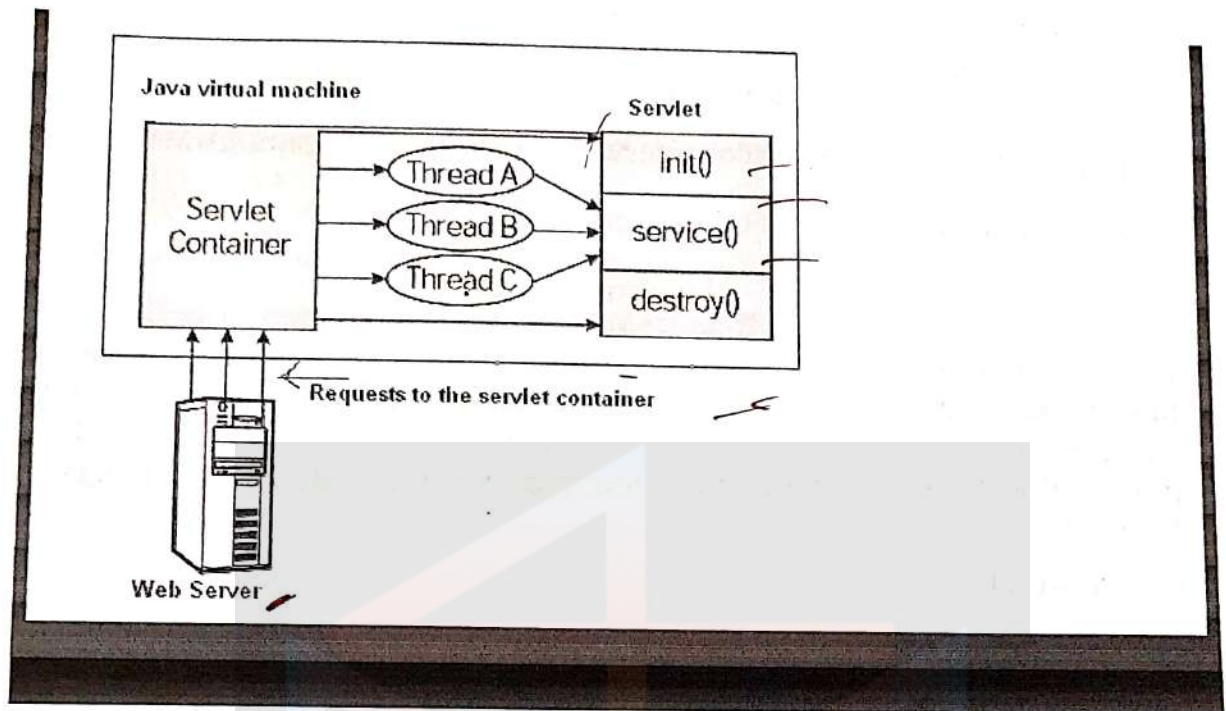 Java virtual machine
Servlet
init()
Thread A
Servlet
Container
Thread B
service()
Thread C
destroy()
Requests to the servlet container
Web Server